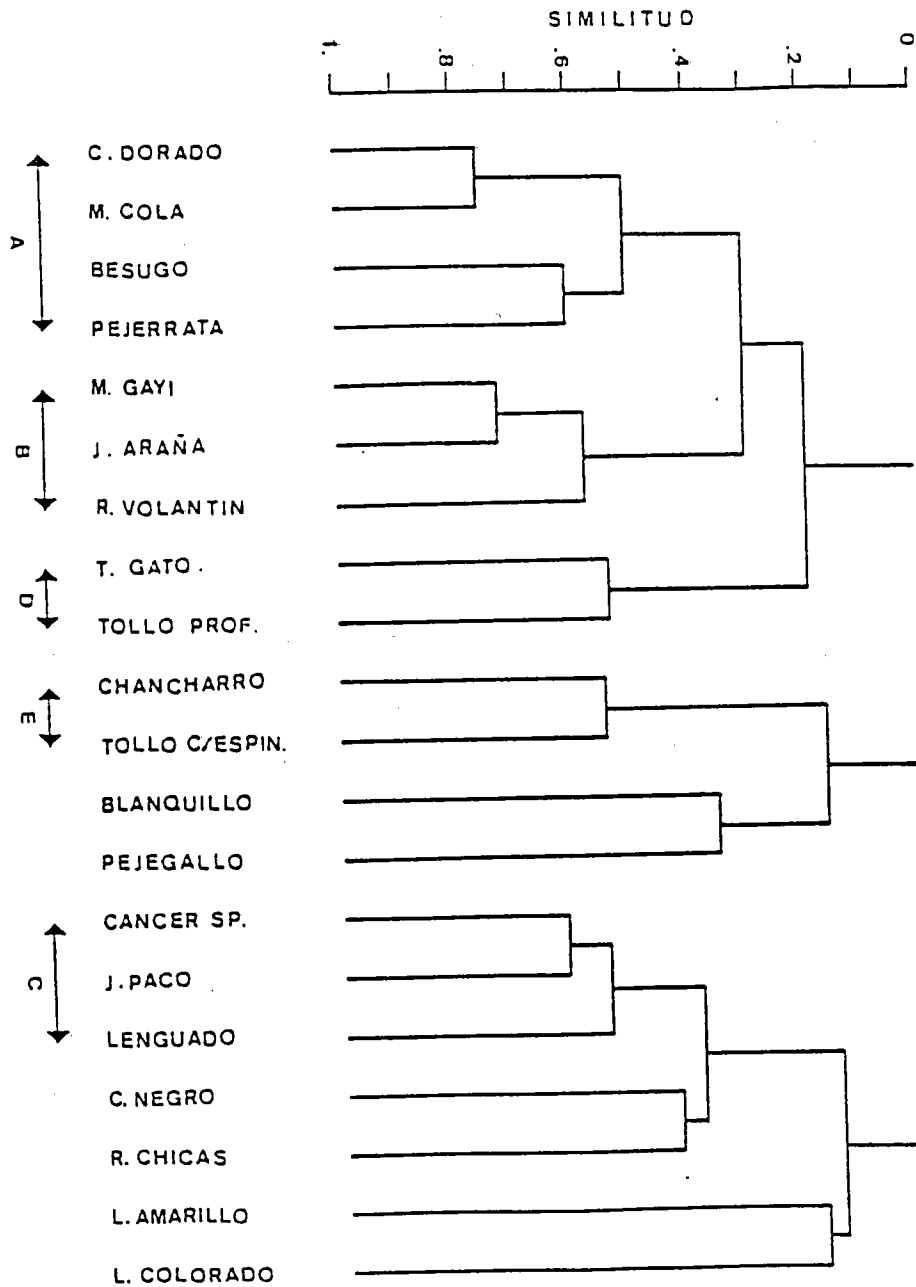 SIMILITUD
1. .8 .6 .4 .2 0
C. DORADO
M. COLA
BESUGO
PEJERRATA
A
M. GAYI
J. ARAÑA
R. VOLANTIN
B
T. GATO.
TOLLO PROF.
D
CHANCHARRO
TOLLO C/ESPIN.
E
BLANQUILLO
PEJEGALLO
CANCER SP.
J. PACO
LENGUADO
C
C. NEGRO
R. CHICAS
L. AMARILLO
L. COLORADO